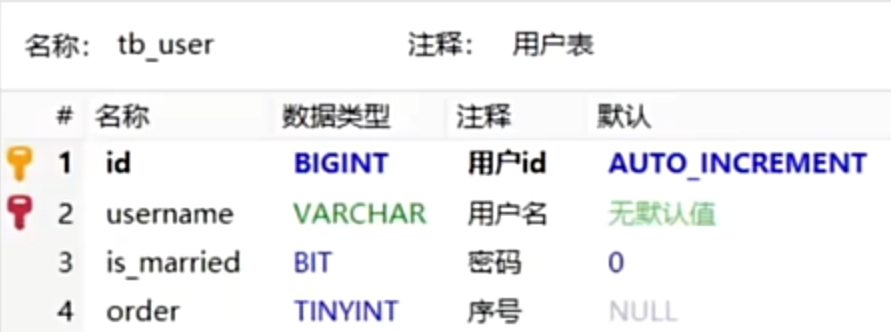 名称： tb_user 注释： 用户表
# 名称 数据类型 注释 默认
1 id BIGINT 用户id AUTO_INCREMENT
2 username VARCHAR 用户名 无默认值
3 is_married BIT 密码 0
4 order TINYINT 序号 NULL